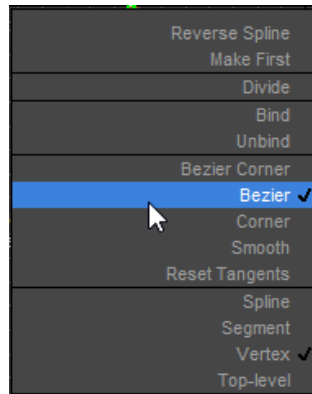 Reverse Spline
Make First
Divide
Bind
Unbind
Bezier Corner
Bezier
Corner
Smooth
Reset Tangents
Spline
Segment
Vertex
Top-level